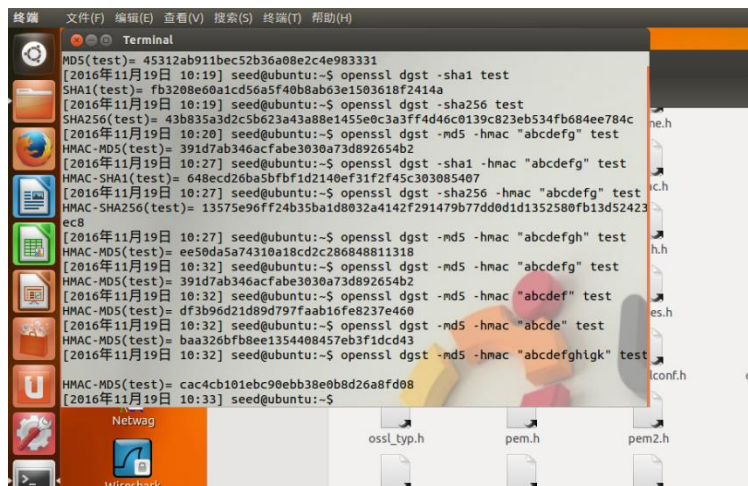 终端 文件(F) 编辑(E) 查看(V) 搜索(S) 终端(T) 帮助(H)
Terminal
MD5(test)= 45312ab911bec52b36a08e2c4e983331
[2016年11月19日 10:19] seed@ubuntu:~$ openssl dgst -sha1 test
SHA1(test)= fb3208e60a1cd56a5f40b8ab63e1503618f2414a
[2016年11月19日 10:19] seed@ubuntu:~$ openssl dgst -sha256 test
SHA256(test)= 43b835a3d2c5b623a43a88e1455e0c3a3ff4d46c0139c823eb534fb684ee784c
[2016年11月19日 10:20] seed@ubuntu:~$ openssl dgst -md5 -hmac "abcdefg" test
HMAC-MD5(test)= 391d7ab346acfabe3030a73d892654b2
[2016年11月19日 10:27] seed@ubuntu:~$ openssl dgst -sha1 -hmac "abcdefg" test
HMAC-SHA1(test)= 648ecd26ba5bfbf1d2140ef31f2f45c303085407
[2016年11月19日 10:27] seed@ubuntu:~$ openssl dgst -sha256 -hmac "abcdefg" test
HMAC-SHA256(test)= 13575e96ff24b35ba1d8032a4142f291479b77dd0d1d1352580fb13d52423
ec8
[2016年11月19日 10:27] seed@ubuntu:~$ openssl dgst -md5 -hmac "abcdefgh" test
HMAC-MD5(test)= ee50da5a74310a18cd2c286848811318
[2016年11月19日 10:32] seed@ubuntu:~$ openssl dgst -md5 -hmac "abcdefg" test
HMAC-MD5(test)= 391d7ab346acfabe3030a73d892654b2
[2016年11月19日 10:32] seed@ubuntu:~$ openssl dgst -md5 -hmac "abcdef" test
HMAC-MD5(test)= df3b96d21d89d797faab16fe8237e460
[2016年11月19日 10:32] seed@ubuntu:~$ openssl dgst -md5 -hmac "abcde" test
HMAC-MD5(test)= baa326bfb8ee1354408457eb3f1dcd43
[2016年11月19日 10:32] seed@ubuntu:~$ openssl dgst -md5 -hmac "abcdefghigk" test
HMAC-MD5(test)= cac4cb101ebc90ebb38e0b8d26a8fd08
[2016年11月19日 10:33] seed@ubuntu:~$
ne.h
ac.h
h.h
es.h
lconf.h
Netwag
ossl_typ.h
pem.h
pem2.h
Wireshark